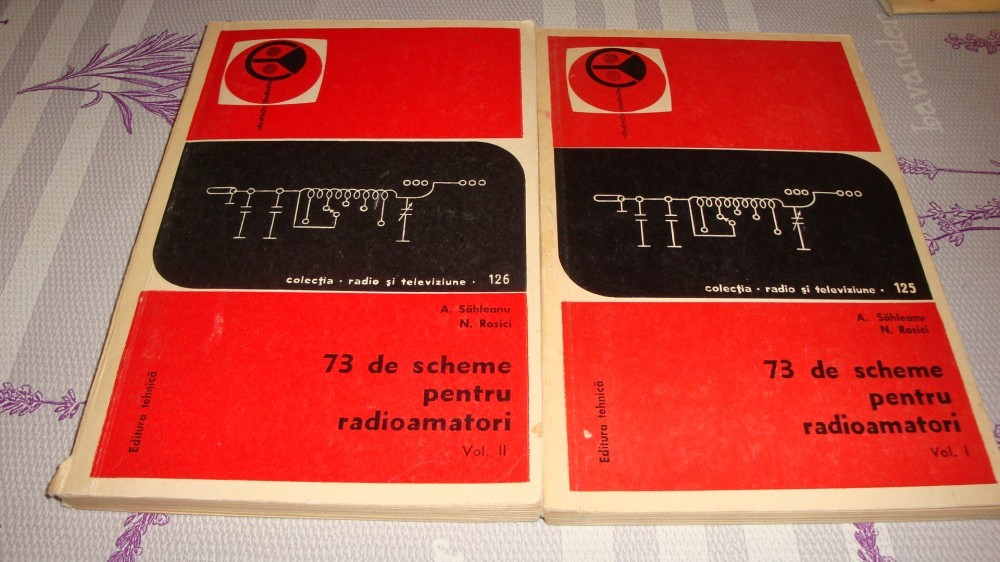 colecția · radio și televiziune · 126
A. Săhleanu
N. Rosici
73 de scheme
pentru
radioamatori
Vol. II
Editura tehnică
colecția · radio și televiziune · 125
A. Săhleanu
N. Rosici
73 de scheme
pentru
radioamatori
Vol. I
Editura tehnică
lavander